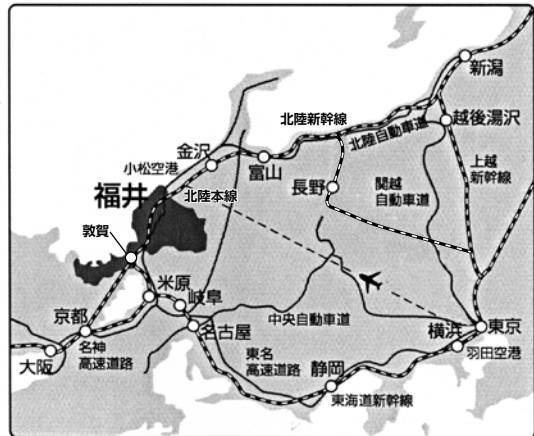 新潟
北陸新幹線
越後湯沢
北陸自動車道
金沢
小松空港
富山
上越
新幹線
福井
北陸本線
長野
関越
自動車道
敦賀
米原
岐阜
京都
名古屋
中央自動車道
横浜
東京
大阪
名神
高速道路
東名
高速道路
静岡
羽田空港
東海道新幹線